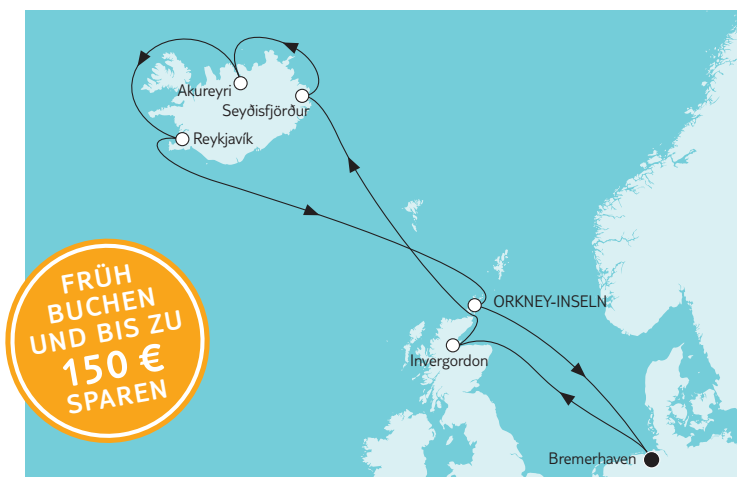 Akureyri
Seyðisfjörður
Reykjavík
FRÜH
BUCHEN
UND BIS ZU
150 €
SPAREN
ORKNEY-INSELN
Invergordon
Bremerhaven